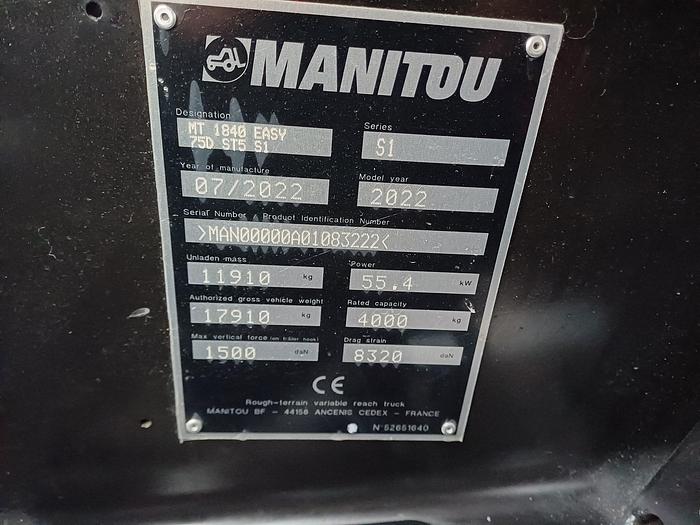 MANITOU
Designation
MT 1840 EASY
75D ST5 S1
Series
S1
Year of manufacture
07/2022
Model year
2022
Serial Number - Product Identification Number
>MAN00000A01083222<
Unladen mass
11910 kg
Power
55.4 kW
Authorized gross vehicle weight
17910 kg
Rated capacity
4000 kg
Max vertical force (on trailer hook)
1500 daN
Drag strain
8320 daN
CE
Rough-terrain variable reach truck
MANITOU BF - 44158 ANCENIS CEDEX - FRANCE
N°52651640